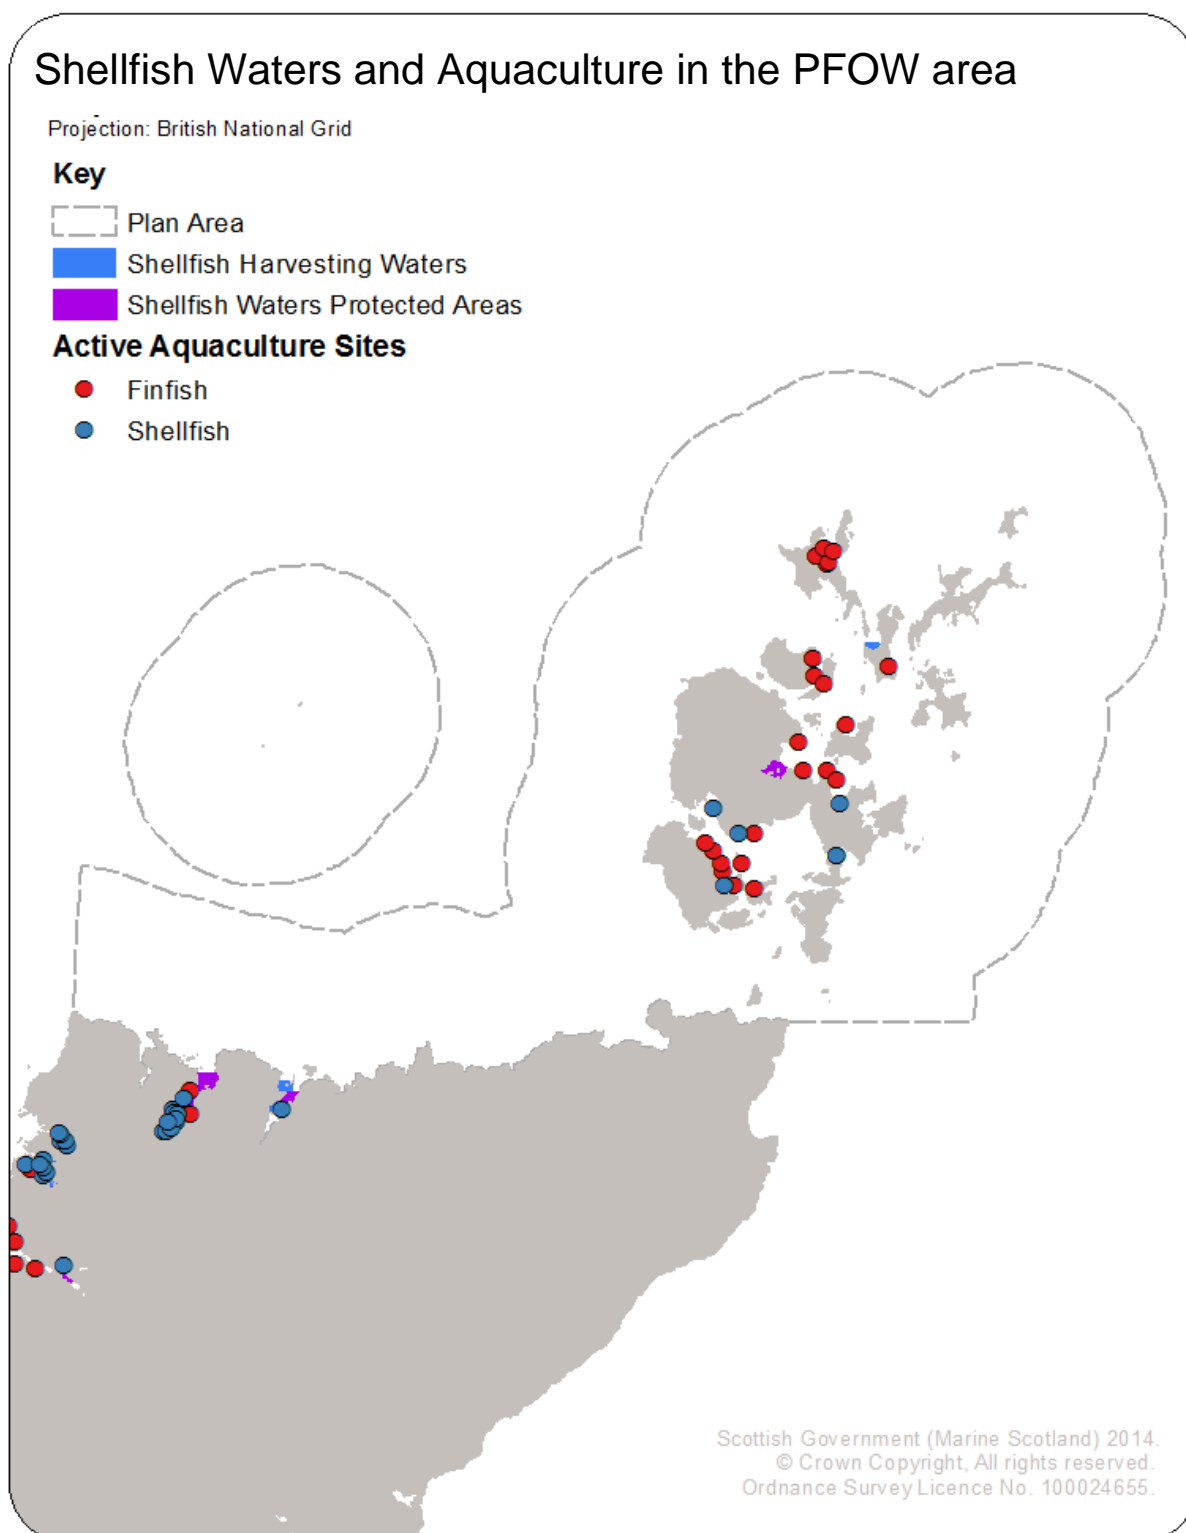 Shellfish Waters and Aquaculture in the PFOW area
Projection: British National Grid
Key
Plan Area
Shellfish Harvesting Waters
Shellfish Waters Protected Areas
Active Aquaculture Sites
Finfish
Shellfish
Scottish Government (Marine Scotland) 2014.
© Crown Copyright, All rights reserved.
Ordnance Survey Licence No. 100024655.